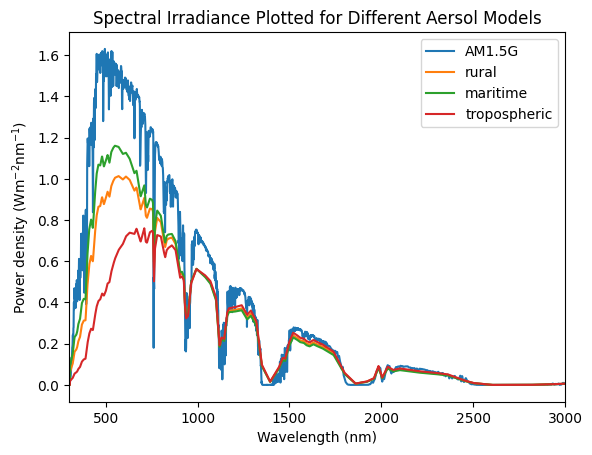 Spectral Irradiance Plotted for Different Aersol Models
Power density (Wm⁻²nm⁻¹)
1.6
1.4
1.2
1.0
0.8
0.6
0.4
0.2
0.0
AM1.5G
rural
maritime
tropospheric
500 1000 1500 2000 2500 3000
Wavelength (nm)